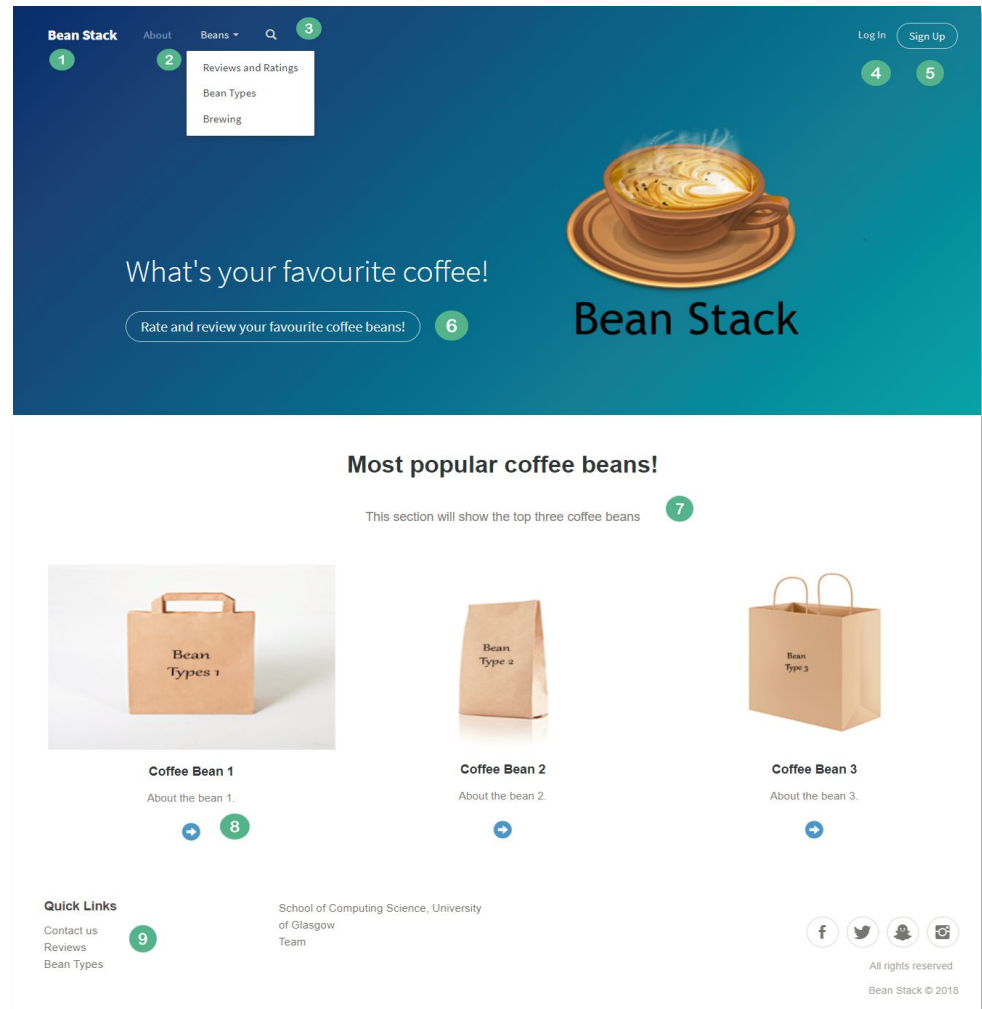 Bean Stack About Beans 3 Log In Sign Up
1 2 4 5
Reviews and Ratings
Bean Types
Brewing
What's your favourite coffee!
Rate and review your favourite coffee beans! 6
Bean Stack
Most popular coffee beans!
This section will show the top three coffee beans 7
Bean
Types 1
Bean
Type 2
Bean
Type 3
Coffee Bean 1
About the bean 1.
8
Coffee Bean 2
About the bean 2.
Coffee Bean 3
About the bean 3.
Quick Links
Contact us
Reviews
Bean Types
9
School of Computing Science, University
of Glasgow
Team
All rights reserved
Bean Stack © 2018